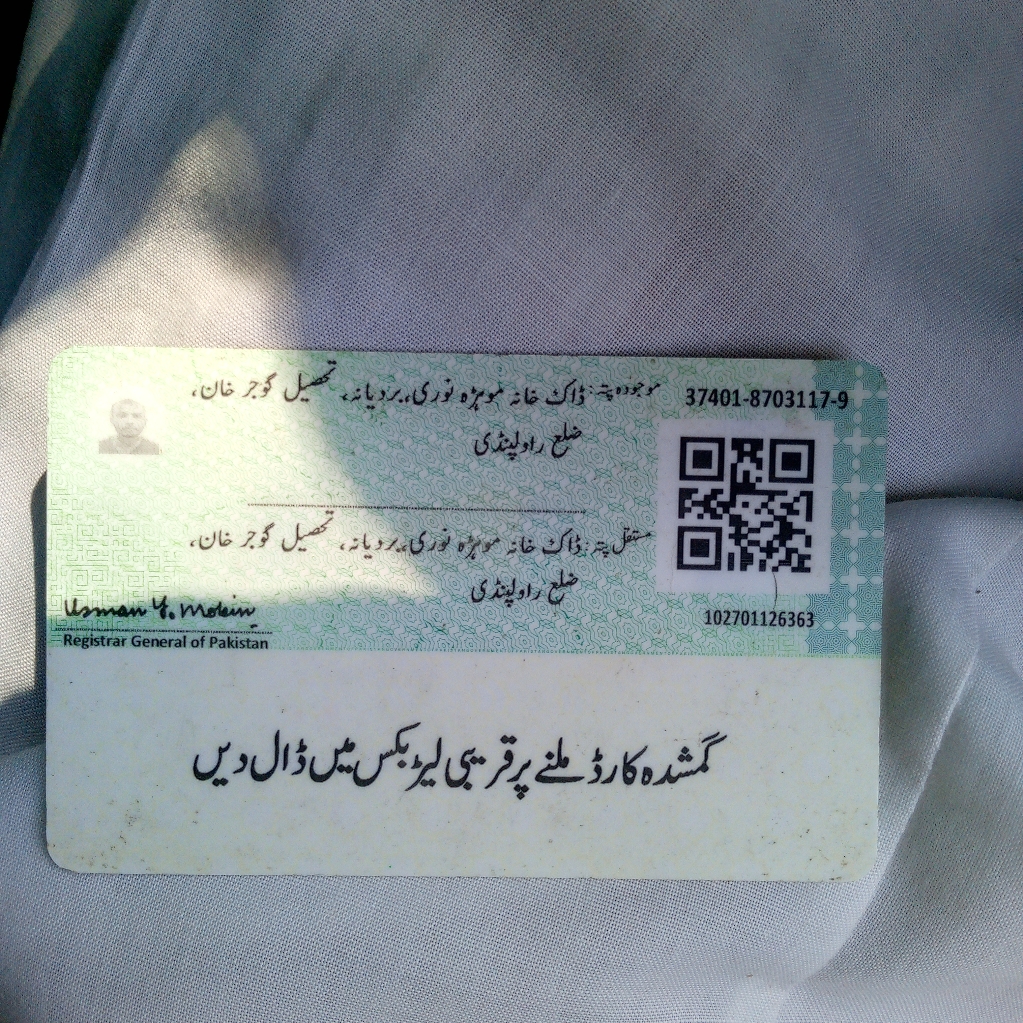 موجودہ پتہ: ڈاک خانہ موہڑہ نوری، بردیانہ، تحصیل گوجر خان،
ضلع راولپنڈی
37401-8703117-9
مستقل پتہ: ڈاک خانہ موہڑہ نوری، بردیانہ، تحصیل گوجر خان،
ضلع راولپنڈی
102701126363
Usman Y. Mobin
Registrar General of Pakistan
گمشدہ کارڈ ملنے پر قریبی لیٹر بکس میں ڈال دیں